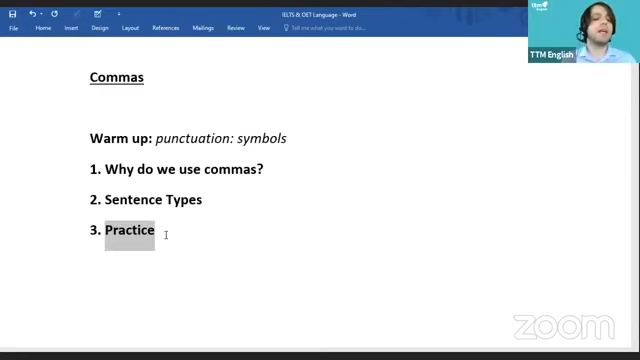 IELTS & OET Language - Word
File Home Insert Design Layout References Mailings Review View Tell me what you want to do...
ttm
English
TTM English
Commas
Warm up: punctuation: symbols
1. Why do we use commas?
2. Sentence Types
3. Practice
zoom